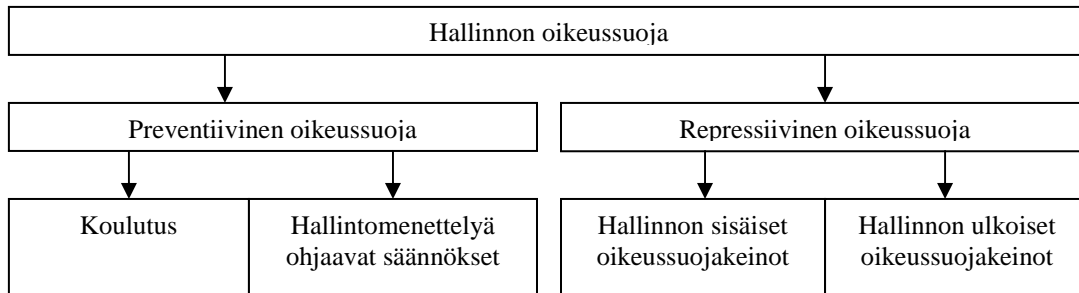 Hallinnon oikeussuoja
Preventiivinen oikeussuoja
Repressiivinen oikeussuoja
Koulutus
Hallintomenettelyä
ohjaavat säännökset
Hallinnon sisäiset
oikeussuojakeinot
Hallinnon ulkoiset
oikeussuojakeinot